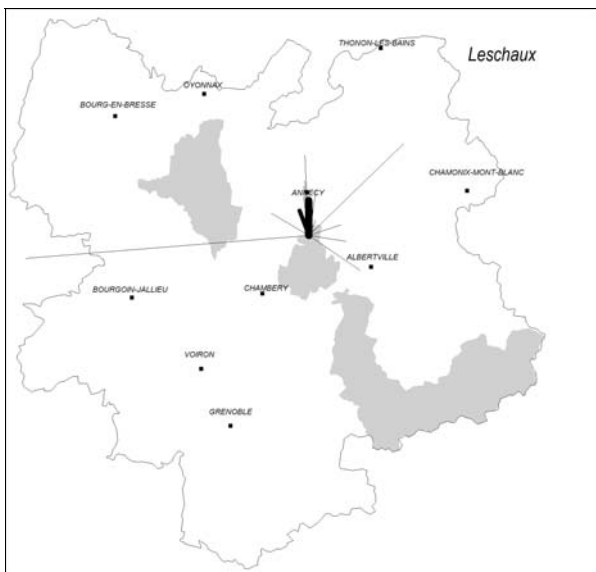 THONON-LES-BAINS
Leschaux
OYONNAX
BOURG-EN-BRESSE
CHAMONIX-MONT-BLANC
ANNECY
ALBERTVILLE
BOURGOIN-JALLIEU
CHAMBERY
VOIRON
GRENOBLE